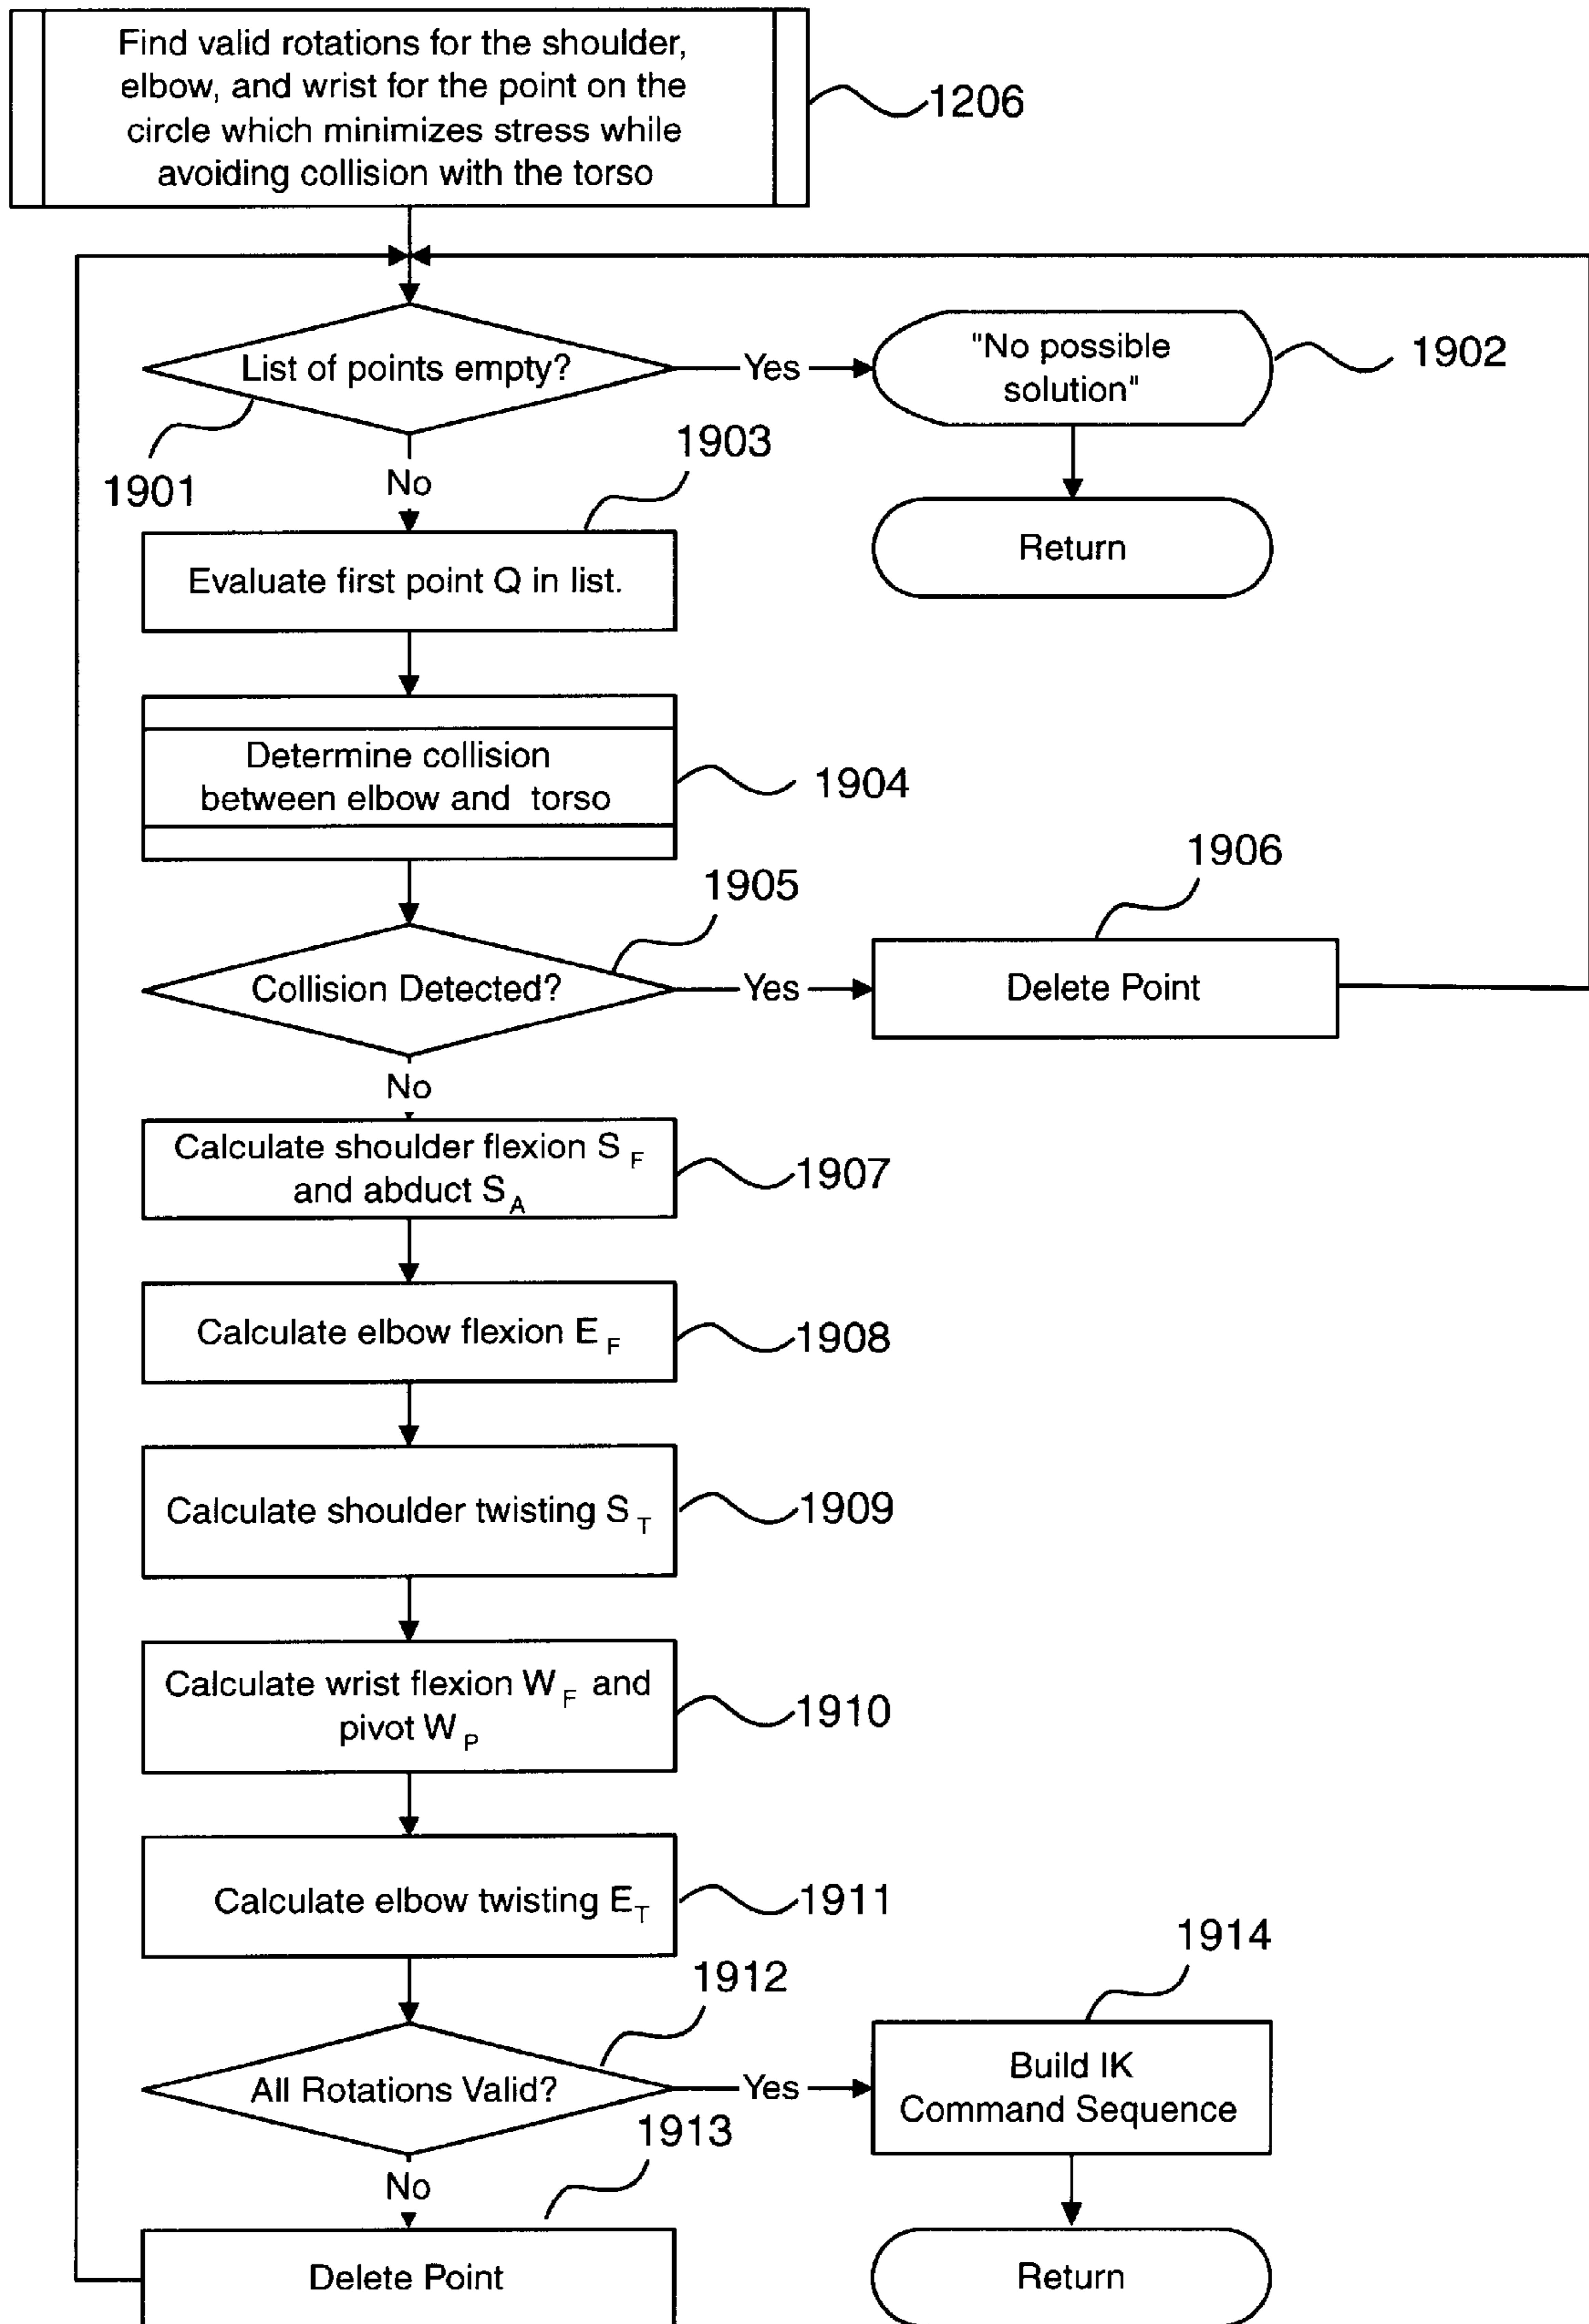 Find valid rotations for the shoulder,
elbow, and wrist for the point on the
circle which minimizes stress while
avoiding collision with the torso
1206
List of points empty?
Yes
"No possible
solution"
1902
1901
No
1903
Return
Evaluate first point Q in list.
Determine collision
between elbow and torso
1904
1905
1906
Collision Detected?
Yes
Delete Point
No
Calculate shoulder flexion S F
and abduct S A
1907
Calculate elbow flexion E F
1908
Calculate shoulder twisting S T
1909
Calculate wrist flexion W F and
pivot W P
1910
Calculate elbow twisting E T
1911
1912
1914
All Rotations Valid?
Yes
Build IK
Command Sequence
1913
No
Delete Point
Return